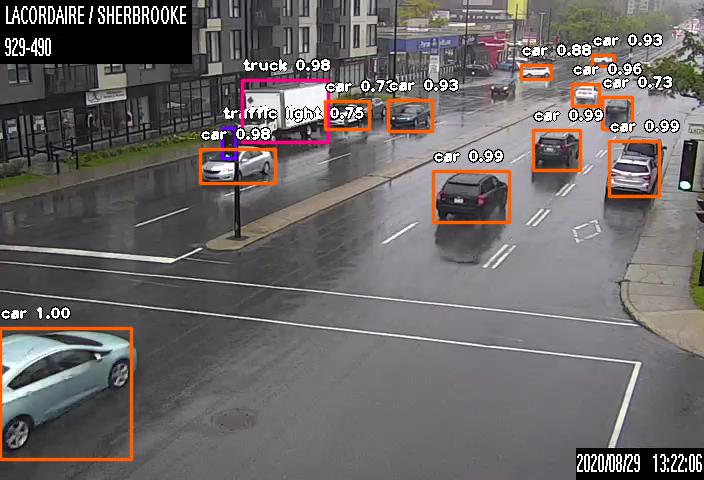 LACORDAIRE / SHERBROOKE
929-490
car 0.93
car 0.88
car 0.96
truck 0.98
car 0.73
car 0.93
car 0.73
traffic light 0.75
car 0.99
car 0.99
car 0.98
car 0.99
car 1.00
2020/08/29 13:22:06